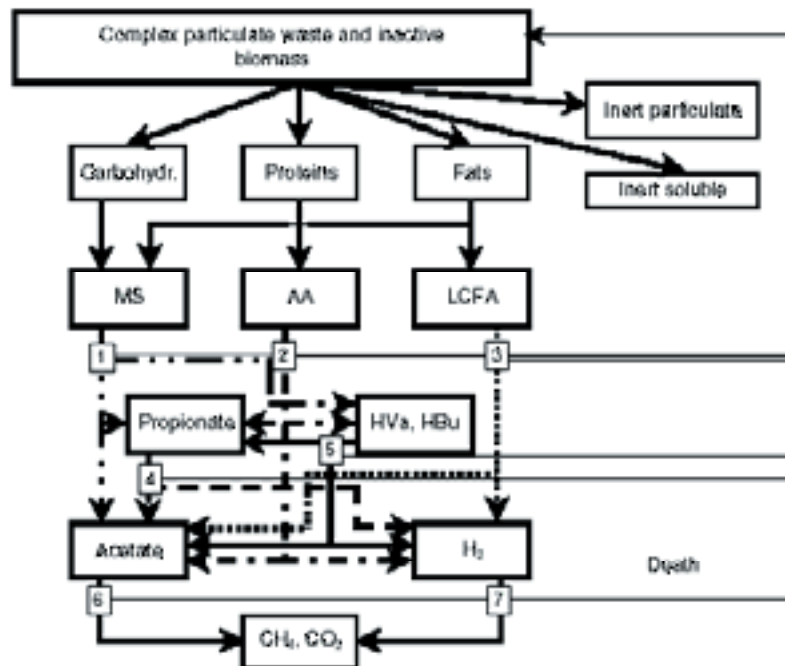 Complex particulate waste and inactive
biomass
Inert particulate
Carbohydr.
Proteins
Fats
Inert soluble
MS
AA
LCFA
1
2
3
Propionate
HVa, HBu
5
4
Acetate
H₂
Death
6
7
CH₄, CO₂